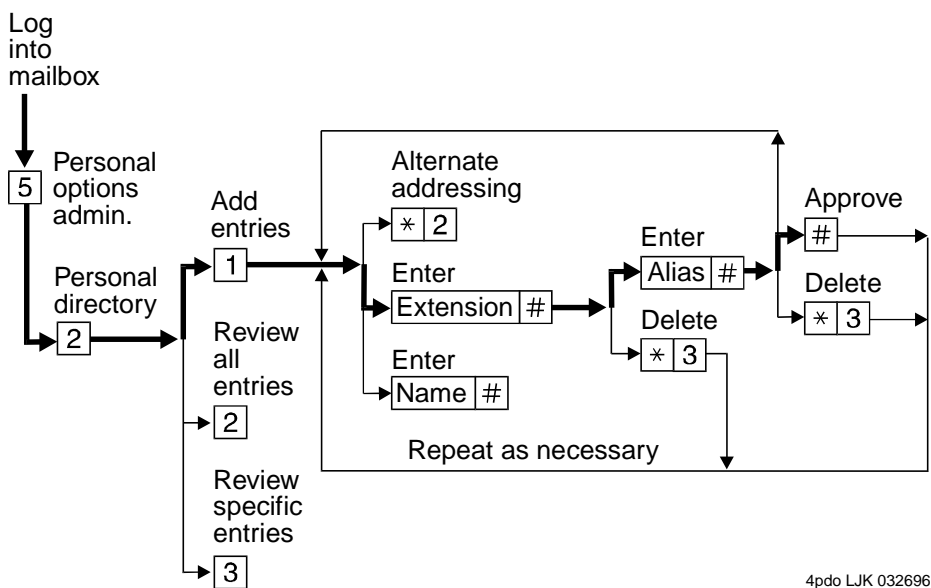 Log
into
mailbox
5
Personal
options
admin.
Personal
directory
2
Add
entries
1
Review
all
entries
2
Review
specific
entries
3
Alternate
addressing
* 2
Enter
Extension #
Enter
Name #
Enter
Alias #
Delete
* 3
Approve
#
Delete
* 3
Repeat as necessary
4pdo LJK 032696